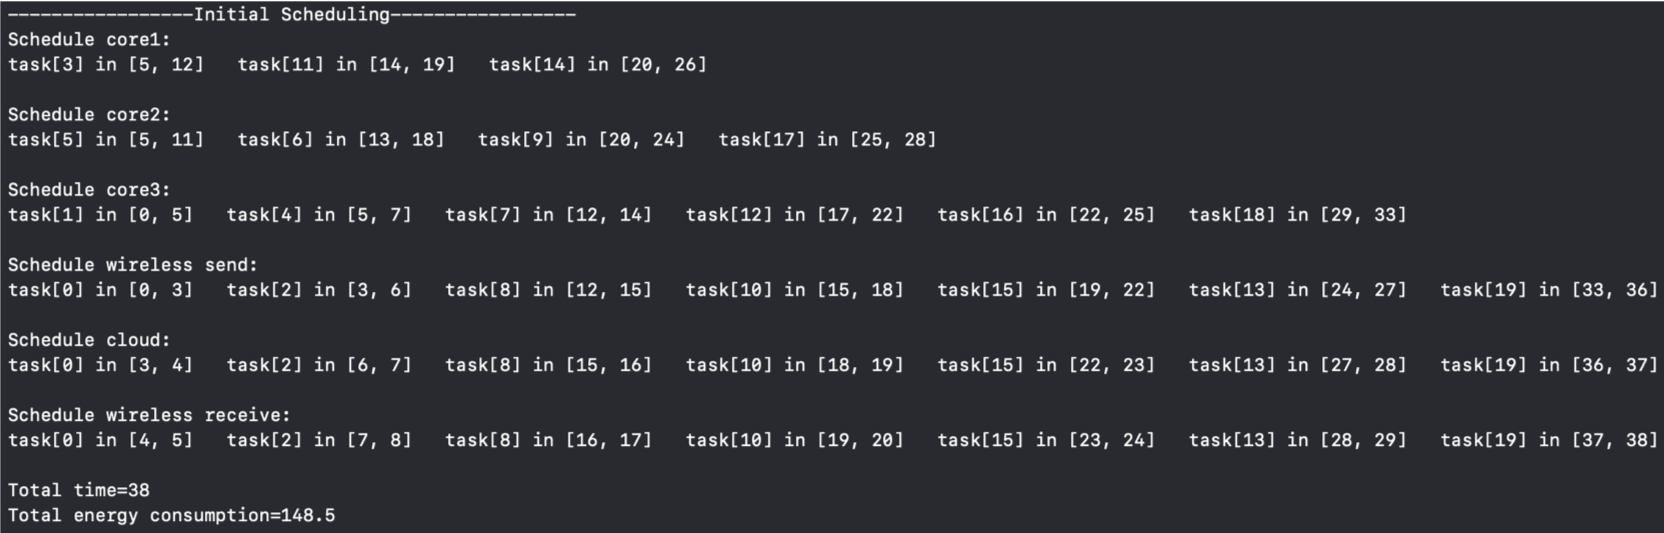 -----------------Initial Scheduling-----------------
Schedule core1:
task[3] in [5, 12]   task[11] in [14, 19]   task[14] in [20, 26]
Schedule core2:
task[5] in [5, 11]   task[6] in [13, 18]   task[9] in [20, 24]   task[17] in [25, 28]
Schedule core3:
task[1] in [0, 5]   task[4] in [5, 7]   task[7] in [12, 14]   task[12] in [17, 22]   task[16] in [22, 25]   task[18] in [29, 33]
Schedule wireless send:
task[0] in [0, 3]   task[2] in [3, 6]   task[8] in [12, 15]   task[10] in [15, 18]   task[15] in [19, 22]   task[13] in [24, 27]   task[19] in [33, 36]
Schedule cloud:
task[0] in [3, 4]   task[2] in [6, 7]   task[8] in [15, 16]   task[10] in [18, 19]   task[15] in [22, 23]   task[13] in [27, 28]   task[19] in [36, 37]
Schedule wireless receive:
task[0] in [4, 5]   task[2] in [7, 8]   task[8] in [16, 17]   task[10] in [19, 20]   task[15] in [23, 24]   task[13] in [28, 29]   task[19] in [37, 38]
Total time=38
Total energy consumption=148.5